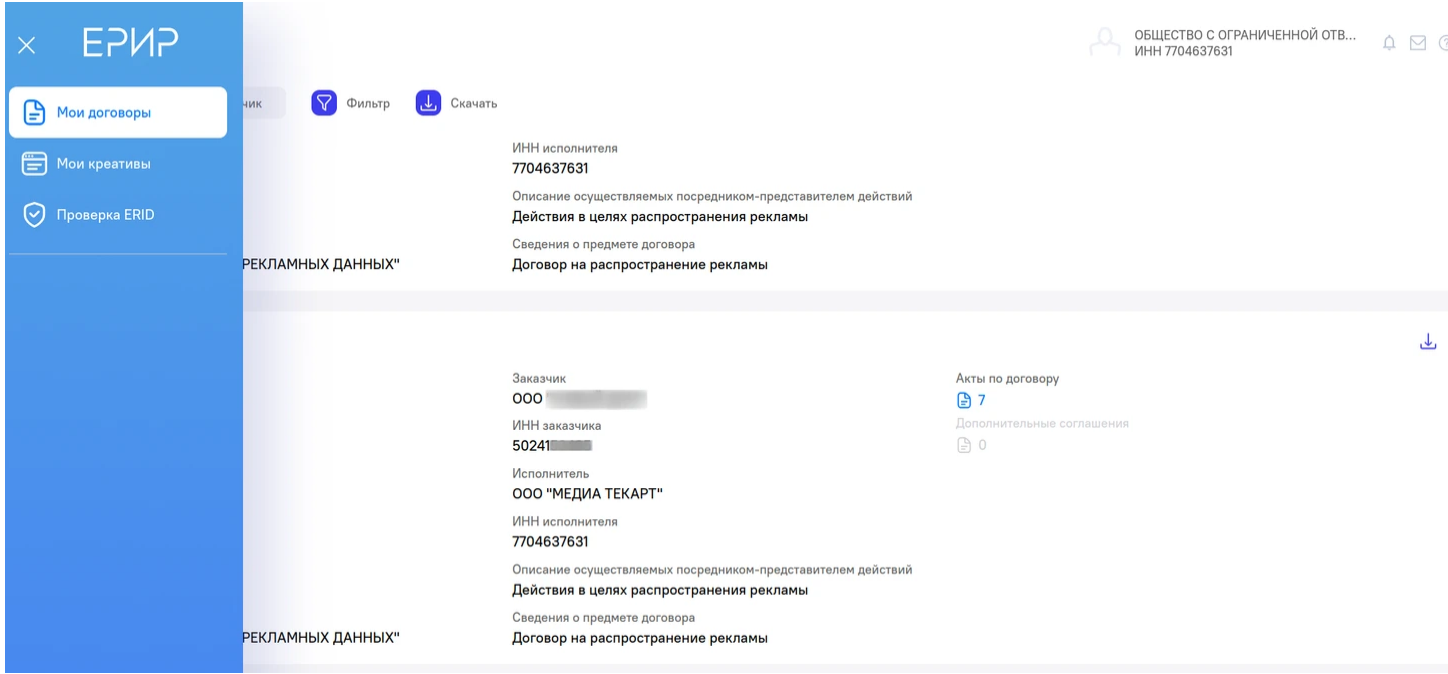 ЕРИР
ОБЩЕСТВО С ОГРАНИЧЕННОЙ ОТВ...
ИНН 7704637631
Мои договоры
чик
Фильтр
Скачать
Мои креативы
Проверка ERID
ИНН исполнителя
7704637631
Описание осуществляемых посредником-представителем действий
Действия в целях распространения рекламы
Сведения о предмете договора
РЕКЛАМНЫХ ДАННЫХ"
Договор на распространение рекламы
Заказчик
ООО
Акты по договору
7
ИНН заказчика
50241
Дополнительные соглашения
0
Исполнитель
ООО "МЕДИА ТЕКАРТ"
ИНН исполнителя
7704637631
Описание осуществляемых посредником-представителем действий
Действия в целях распространения рекламы
Сведения о предмете договора
РЕКЛАМНЫХ ДАННЫХ"
Договор на распространение рекламы